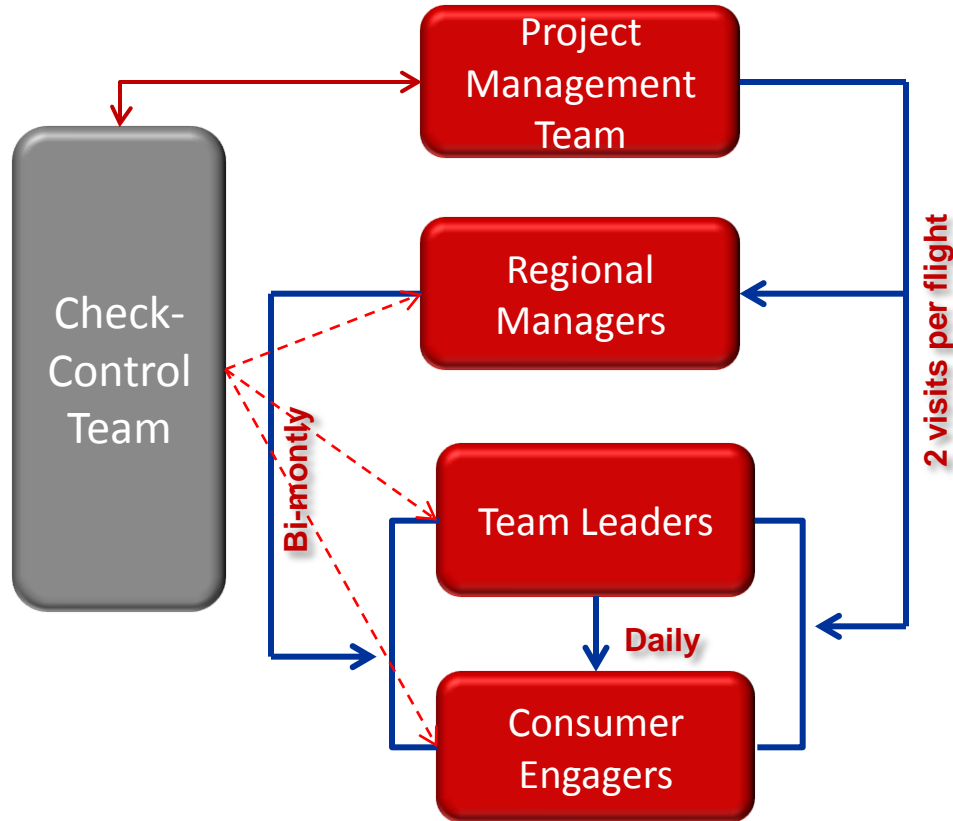 Project
Management
Team
Regional
Managers
Check-
Control
Team
2 visits per flight
Bi-montly
Team Leaders
Daily
Consumer
Engagers